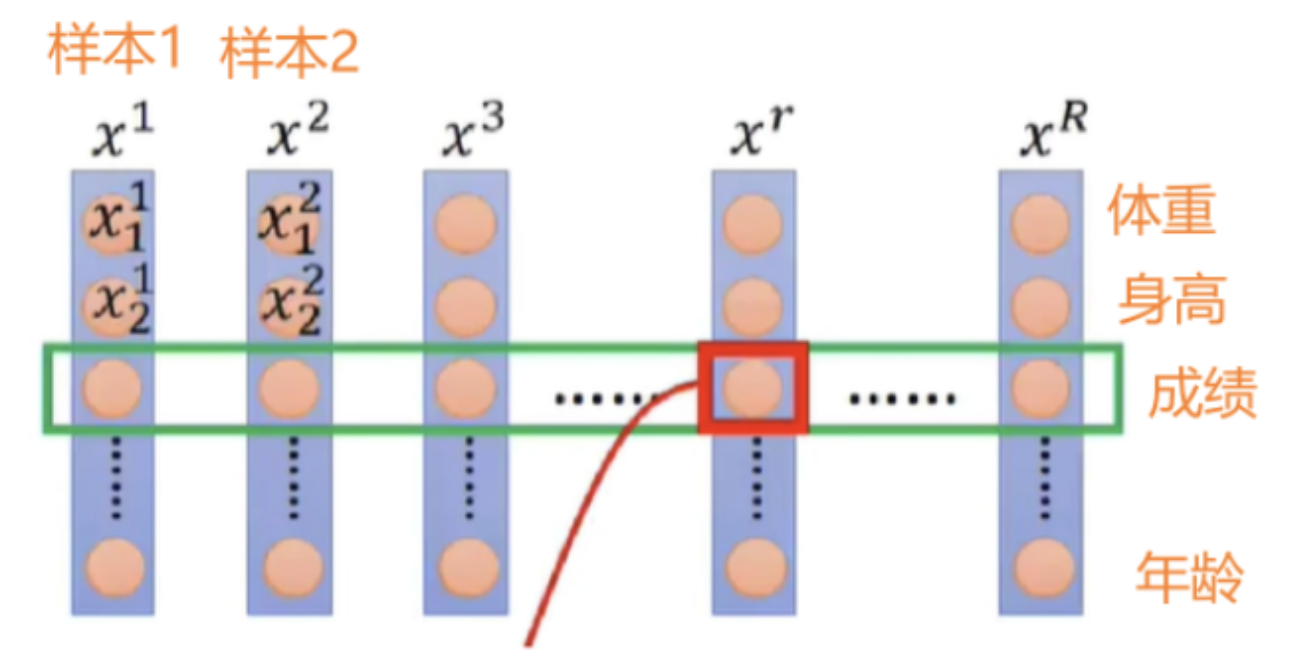 样本1 样本2
x^1 x^2 x^3 x^r x^R
x_1^1 x_1^2 体重
x_2^1 x_2^2 身高
...... ...... 成绩
...... ...... ...... ...... ......
年龄